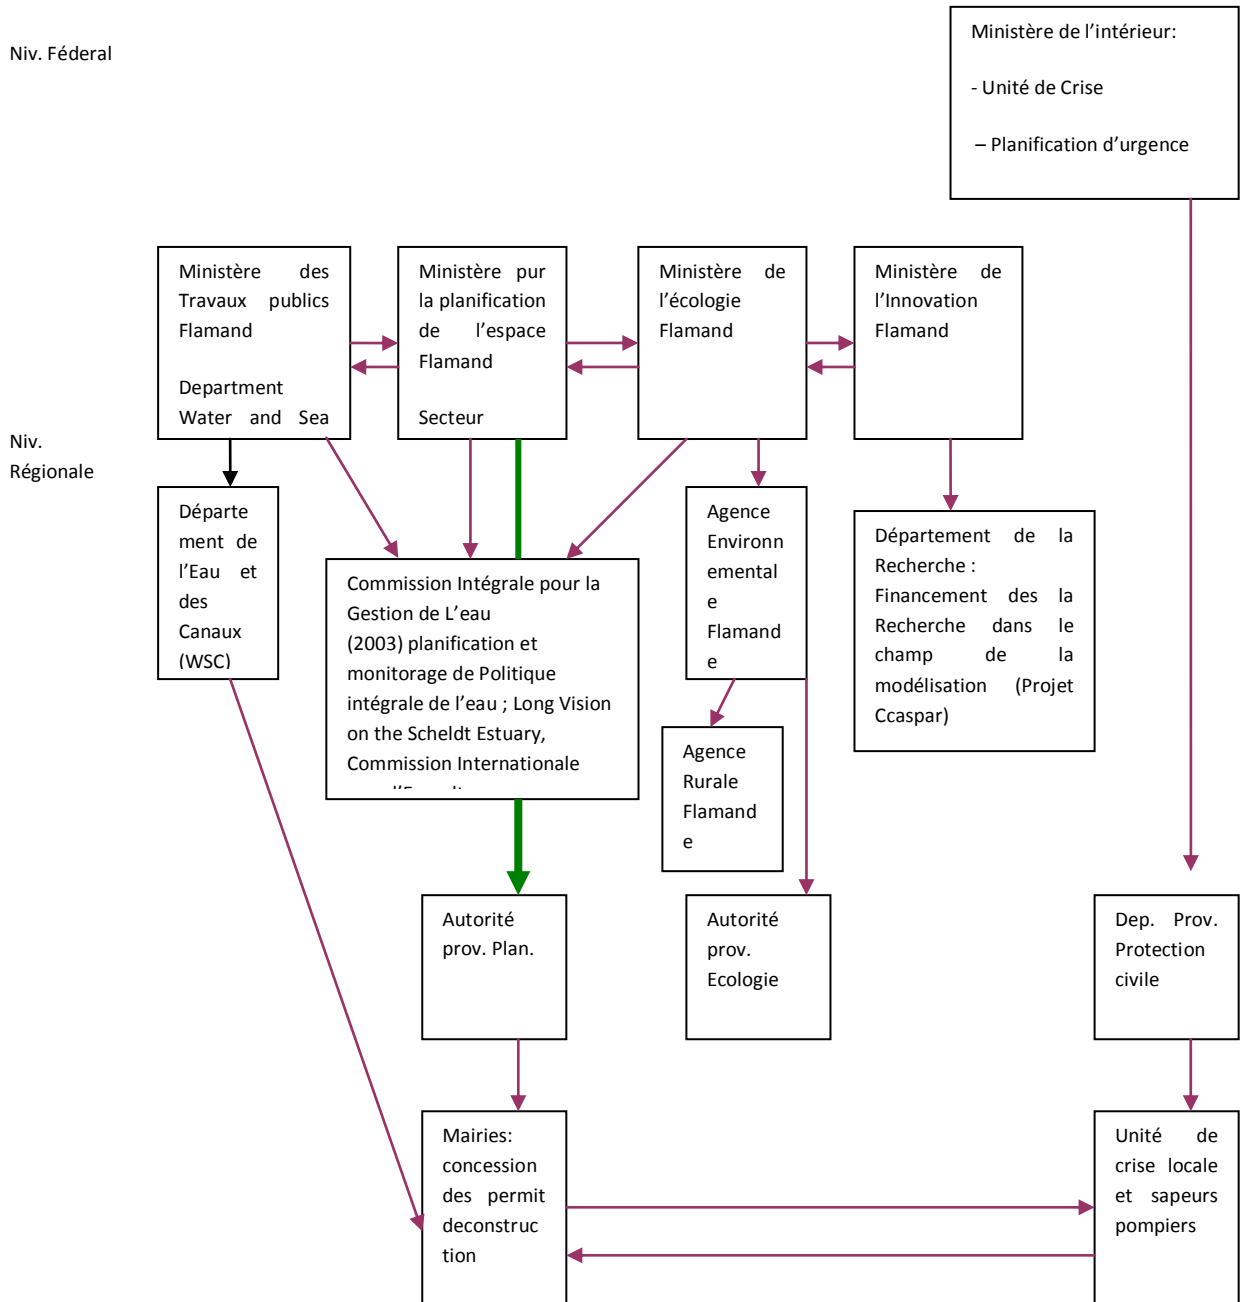 Niv. Féderal
Ministère de l'intérieur:
- Unité de Crise
– Planification d'urgence
Ministère des
Travaux publics
Flamand
Department
Water and Sea
Ministère pur
la planification
de l'espace
Flamand
Secteur
Ministère de
l'écologie
Flamand
Ministère de
l'Innovation
Flamand
Niv.
Régionale
Départe
ment de
l'Eau et
des
Canaux
(WSC)
Commission Intégrale pour la
Gestion de L'eau
(2003) planification et
monitorage de Politique
intégrale de l'eau ; Long Vision
on the Scheldt Estuary,
Commission Internationale
Agence
Environn
emental
e
Flamand
e
Département de la
Recherche :
Financement des la
Recherche dans le
champ de la
modélisation (Projet
Ccaspar)
Agence
Rurale
Flamand
e
Autorité
prov. Plan.
Autorité
prov.
Ecologie
Dep. Prov.
Protection
civile
Mairies:
concession
des permit
deconstruc
tion
Unité de
crise locale
et sapeurs
pompiers